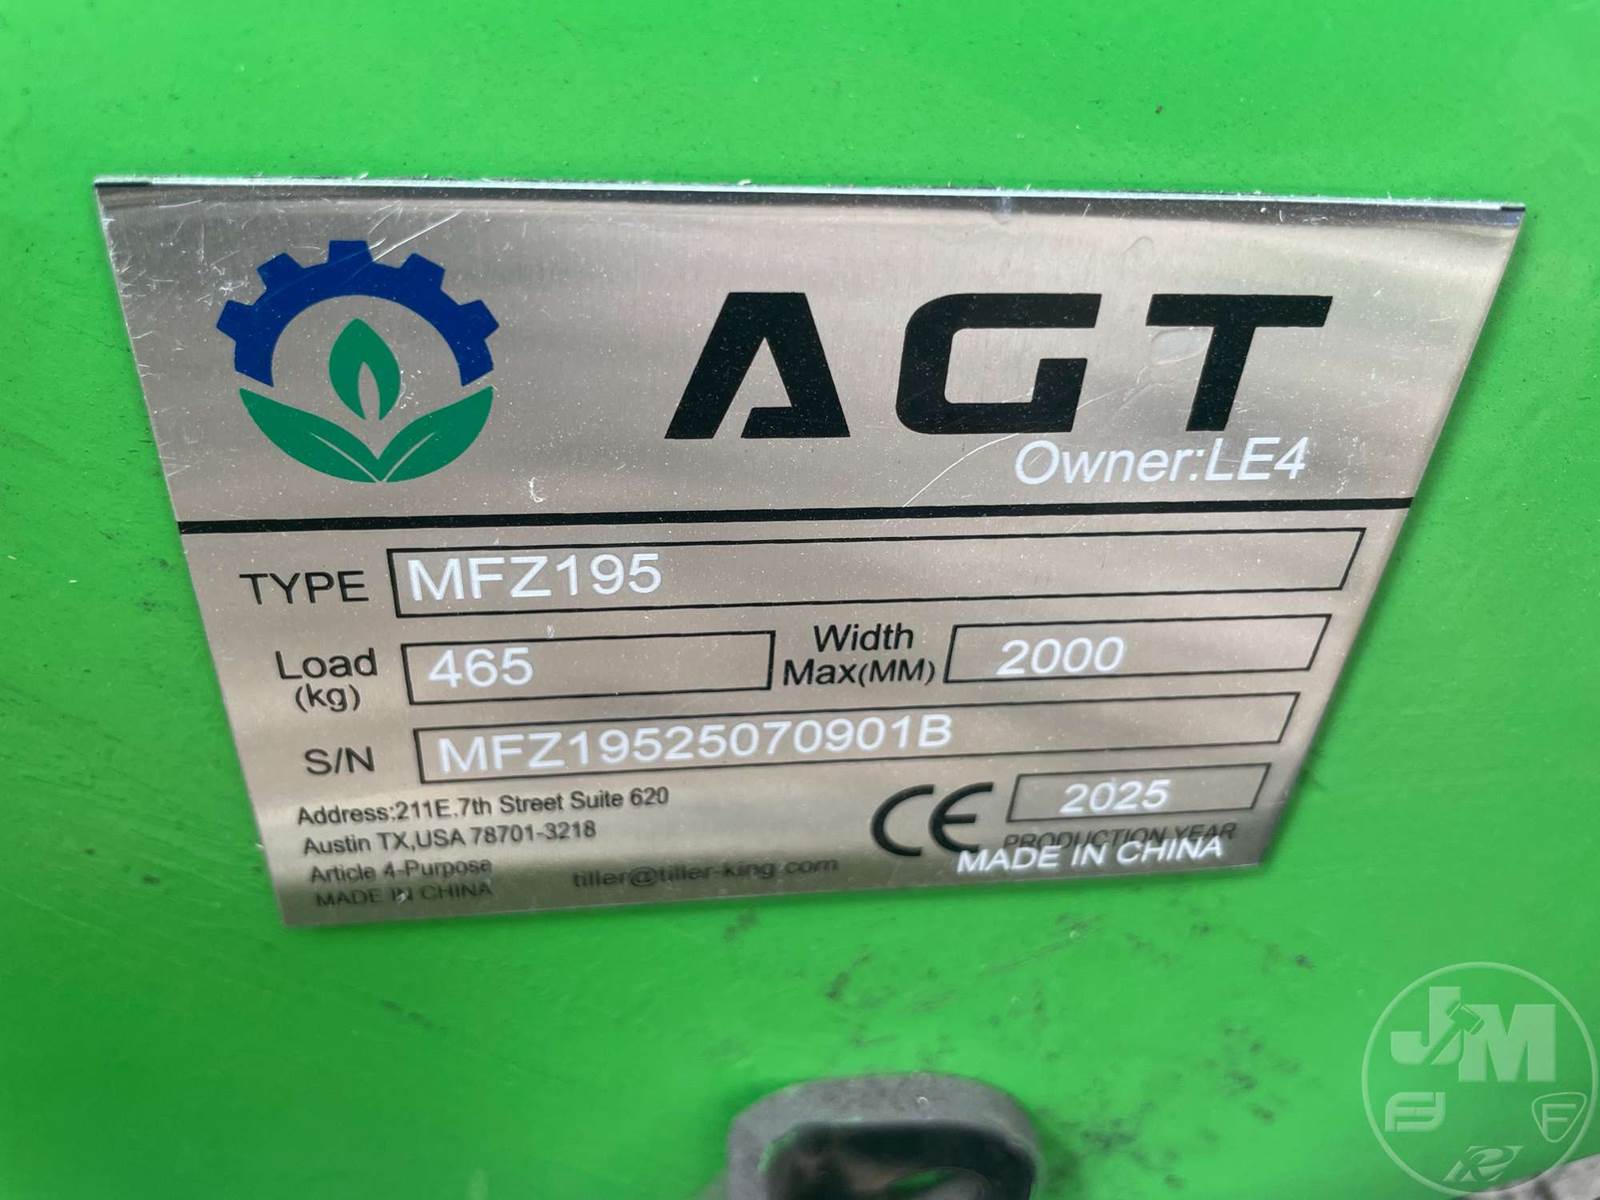 AGT
Owner:LE4
TYPE MFZ195
Load (kg) 465 Width Max(MM) 2000
S/N MFZ19525070901B
Address:211E.7th Street Suite 620
Austin TX,USA 78701-3218
Article 4-Purpose
MADE IN CHINA
tiller@tiller-king.com
CE 2025
PRODUCTION YEAR
MADE IN CHINA
JM